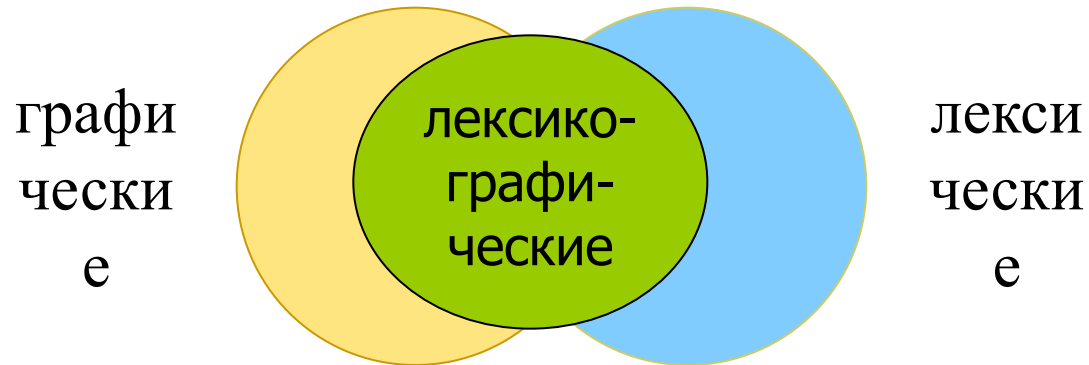 графи
чески
е
лексико-
графи-
ческие
лекси
чески
е